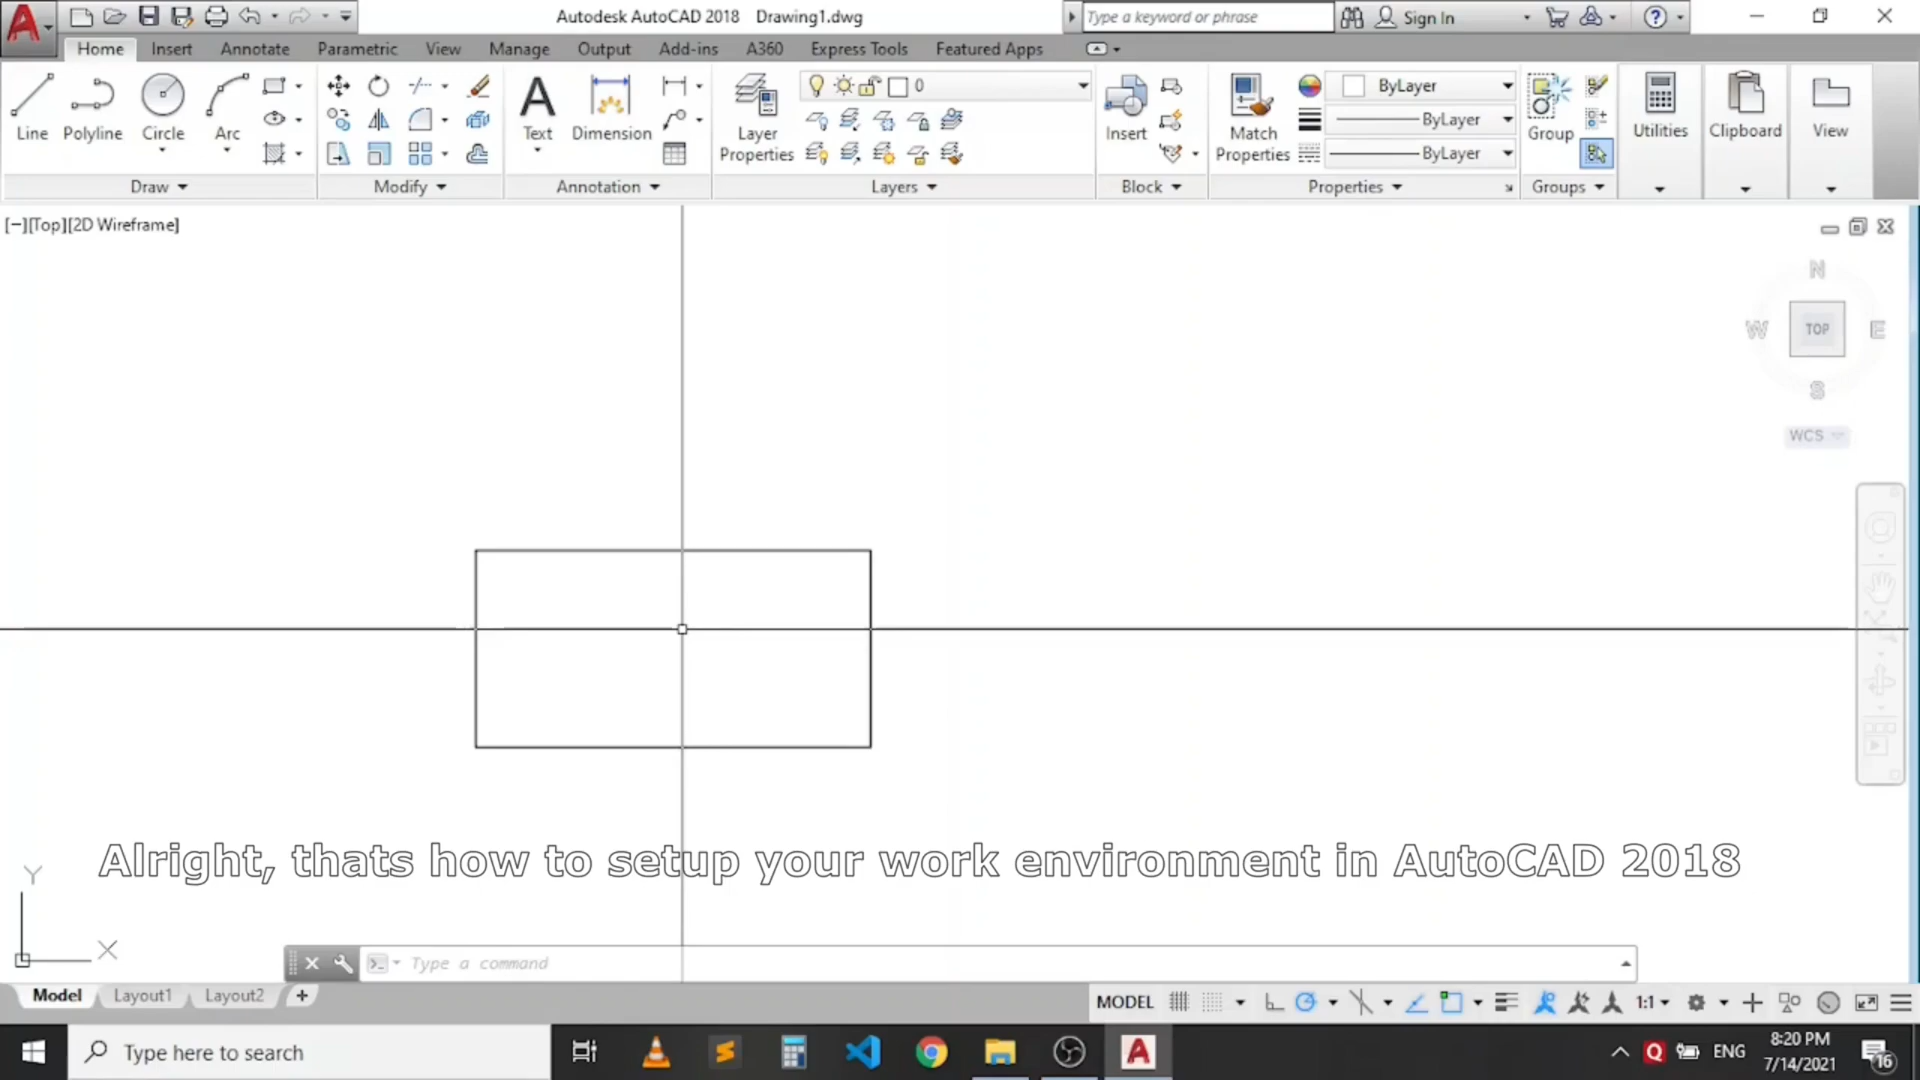 Autodesk AutoCAD 2018 Drawing1.dwg
Type a keyword or phrase
Sign In
Home Insert Annotate Parametric View Manage Output Add-ins A360 Express Tools Featured Apps
Line Polyline Circle Arc
Text Dimension
Layer Properties
0
Insert
Match Properties
ByLayer
ByLayer
ByLayer
Group
Utilities
Clipboard
View
Draw Modify Annotation Layers Block Properties Groups
[−][Top][2D Wireframe]
N
W TOP E
S
WCS
Alright, thats how to setup your work environment in AutoCAD 2018
Y
X
Type a command
Model Layout1 Layout2 +
MODEL 1:1
Type here to search
ENG
8:20 PM
7/14/2021
16